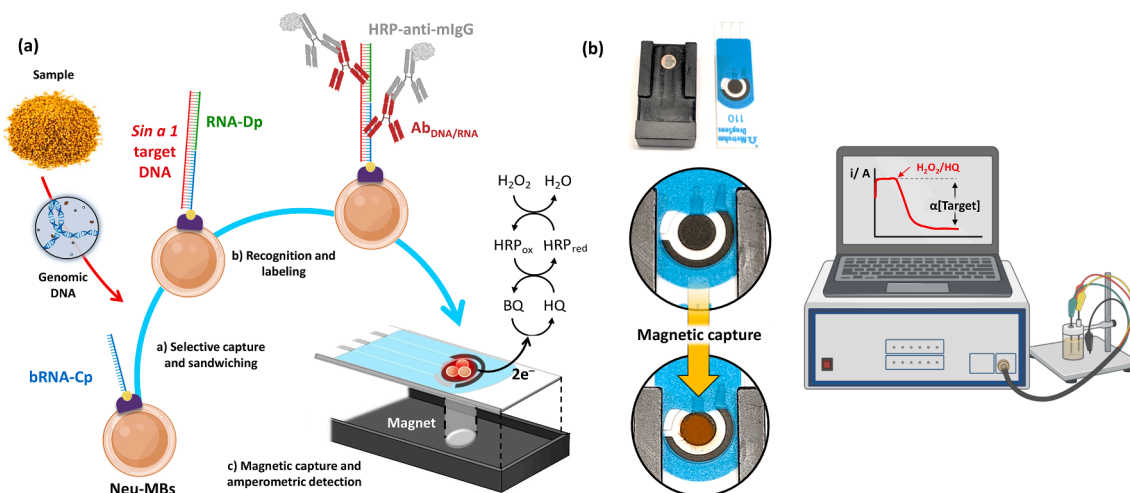 (a)
Sample
Genomic
DNA
Sin α 1
target
DNA
RNA-Dp
bRNA-Cp
Neu-MBs
a) Selective capture
and sandwiching
b) Recognition and
labeling
HRP-anti-mIgG
Ab DNA/RNA
H2O2 H2O
HRPox HRPred
BQ HQ
2e⁻
Magnet
c) Magnetic capture and
amperometric detection
(b)
110
DropSens
Metrohm
Magnetic capture
i/ A
H2O2/HQ
α[Target]